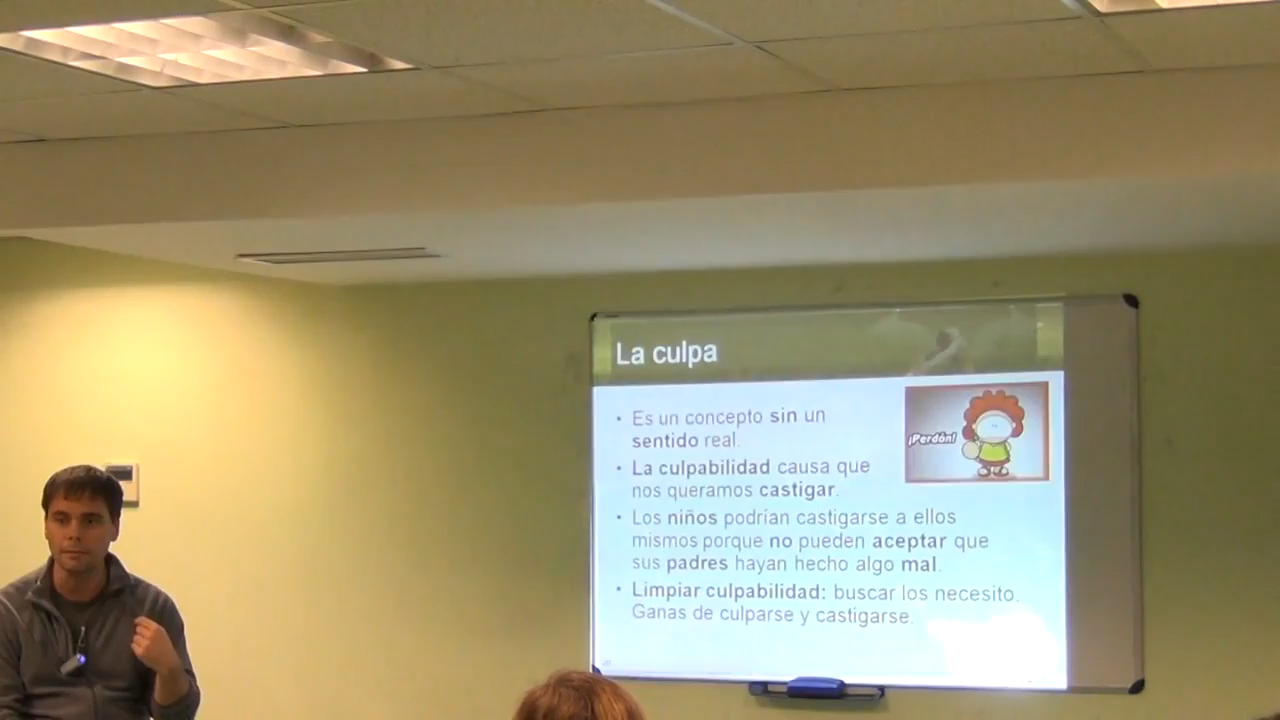 La culpa
• Es un concepto sin un
sentido real.
¡Perdón!
• La culpabilidad causa que
nos queramos castigar.
• Los niños podrían castigarse a ellos
mismos porque no pueden aceptar que
sus padres hayan hecho algo mal.
• Limpiar culpabilidad: buscar los necesito.
Ganas de culparse y castigarse.